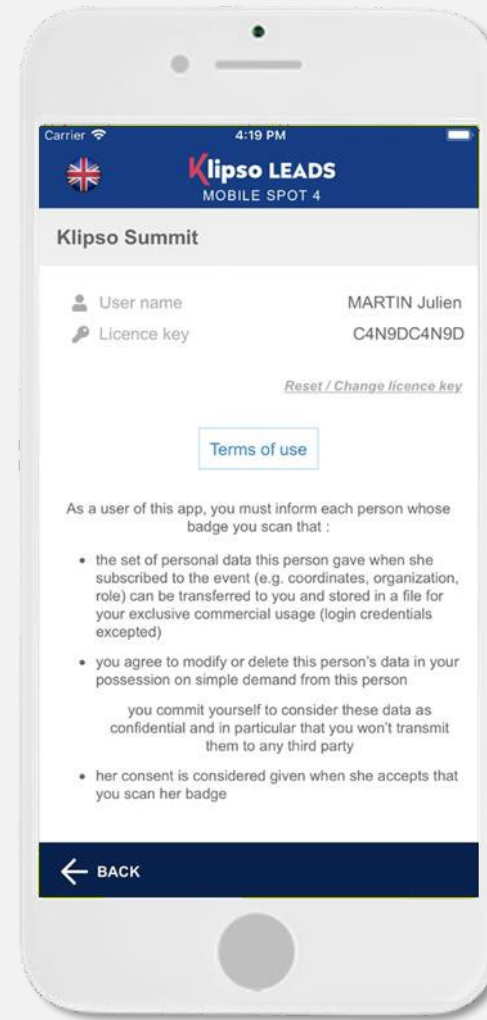 Carrier 4:19 PM
Klipso LEADS
MOBILE SPOT 4
Klipso Summit
User name MARTIN Julien
Licence key C4N9DC4N9D
Reset / Change licence key
Terms of use
As a user of this app, you must inform each person whose
badge you scan that :
• the set of personal data this person gave when she
subscribed to the event (e.g. coordinates, organization,
role) can be transferred to you and stored in a file for
your exclusive commercial usage (login credentials
excepted)
• you agree to modify or delete this person's data in your
possession on simple demand from this person
you commit yourself to consider these data as
confidential and in particular that you won't transmit
them to any third party
• her consent is considered given when she accepts that
you scan her badge
BACK